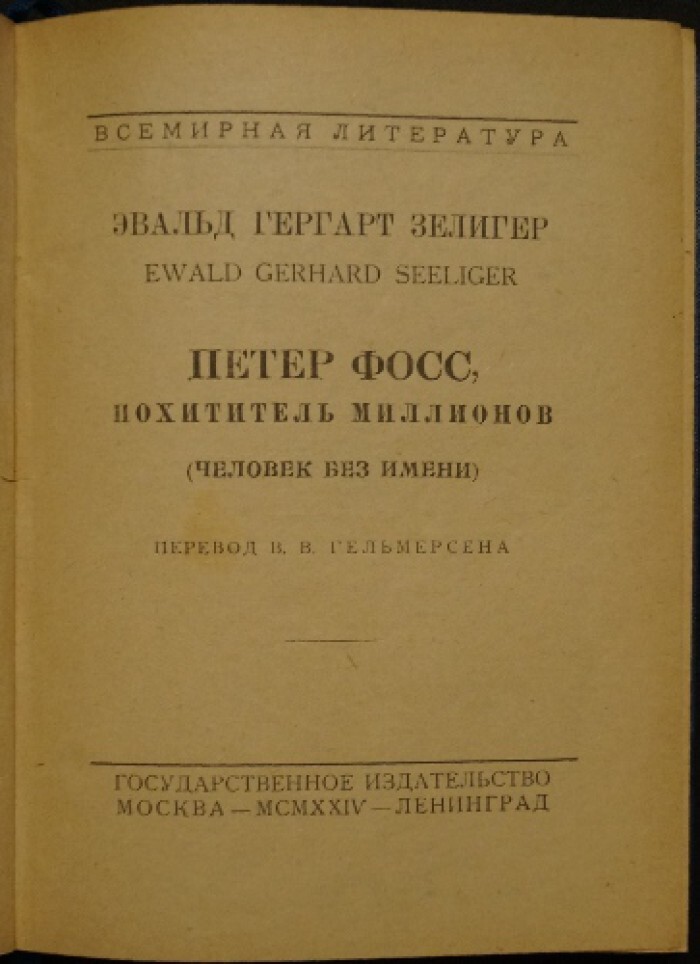 ВСЕМИРНАЯ ЛИТЕРАТУРА
ЭВАЛЬД ГЕРГАРТ ЗЕЛИГЕР
EWALD GERHARD SEELIGER
ПЕТЕР ФОСС,
ПОХИТИТЕЛЬ МИЛЛИОНОВ
(ЧЕЛОВЕК БЕЗ ИМЕНИ)
ПЕРЕВОД В. В. ГЕЛЬМЕРСЕНА
ГОСУДАРСТВЕННОЕ ИЗДАТЕЛЬСТВО
МОСКВА — MCMXXIV — ЛЕНИНГРАД